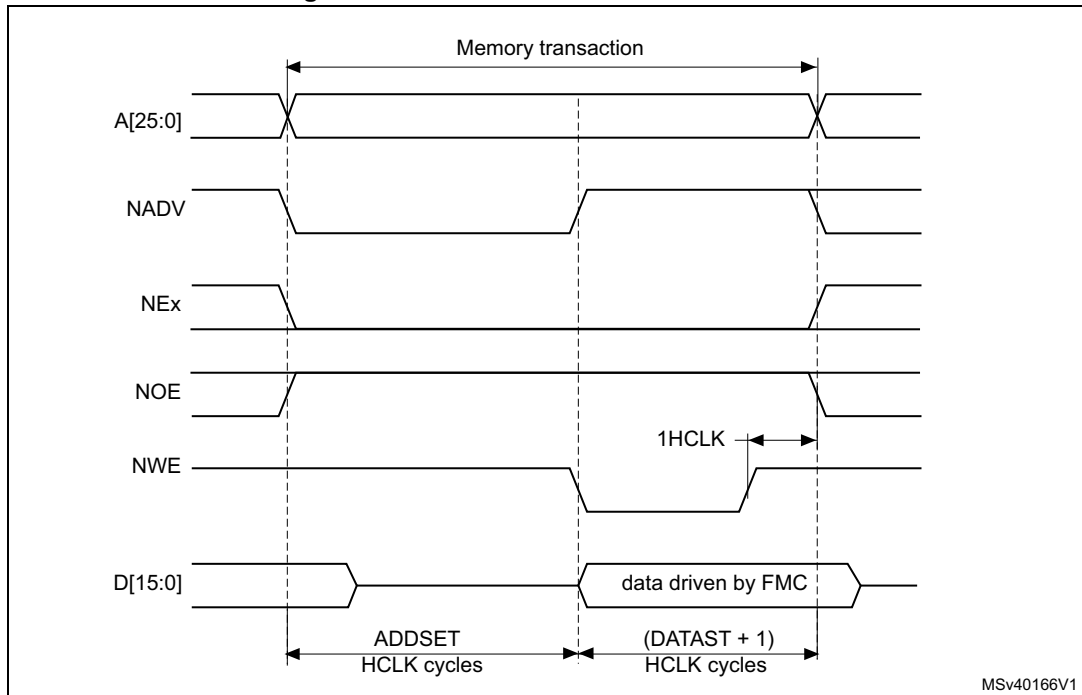 Memory transaction
A[25:0]
NADV
NEx
NOE
1HCLK
NWE
D[15:0]
data driven by FMC
ADDSET
HCLK cycles
(DATAST + 1)
HCLK cycles
MSv40166V1